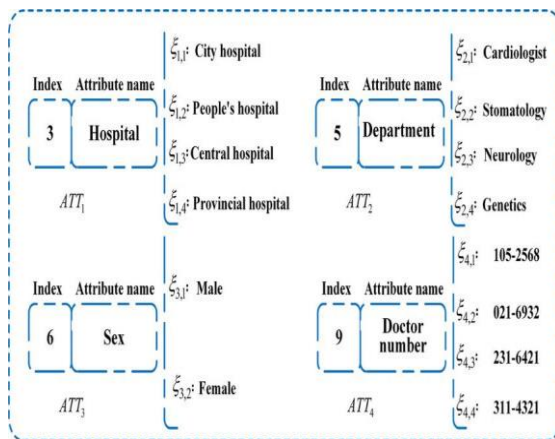 ξ1,1: City hospital
Index Attribute name
ξ1,2: People's hospital
3 Hospital
ξ1,3: Central hospital
ATT1
ξ1,4: Provincial hospital
ξ2,1: Cardiologist
Index Attribute name
ξ2,2: Stomatology
5 Department
ξ2,3: Neurology
ATT2
ξ2,4: Genetics
ξ3,1: Male
Index Attribute name
6 Sex
ξ3,2: Female
ATT3
ξ4,1: 105-2568
Index Attribute name
ξ4,2: 021-6932
9 Doctor
number
ξ4,3: 231-6421
ATT4
ξ4,4: 311-4321